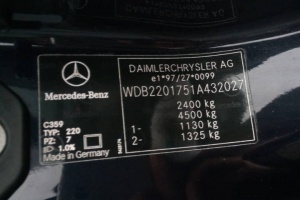 DAIMLERCHRYSLER AG
e1*97/27*0099
WDB2201751A432027
2400 kg
4500 kg
1- 1130 kg
2- 1325 kg
Mercedes-Benz
C359
TYP: 220
PZ: 7
1.0%
Made in Germany